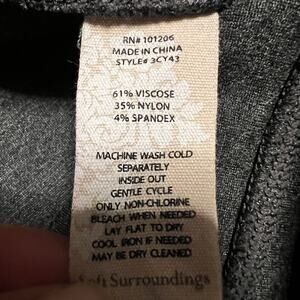 RN# 101206
MADE IN CHINA
STYLE# 3CY43
61% VISCOSE
35% NYLON
4% SPANDEX
MACHINE WASH COLD
SEPARATELY
INSIDE OUT
GENTLE CYCLE
ONLY NON-CHLORINE
BLEACH WHEN NEEDED
LAY FLAT TO DRY
COOL IRON IF NEEDED
MAY BE DRY CLEANED
Soft Surroundings